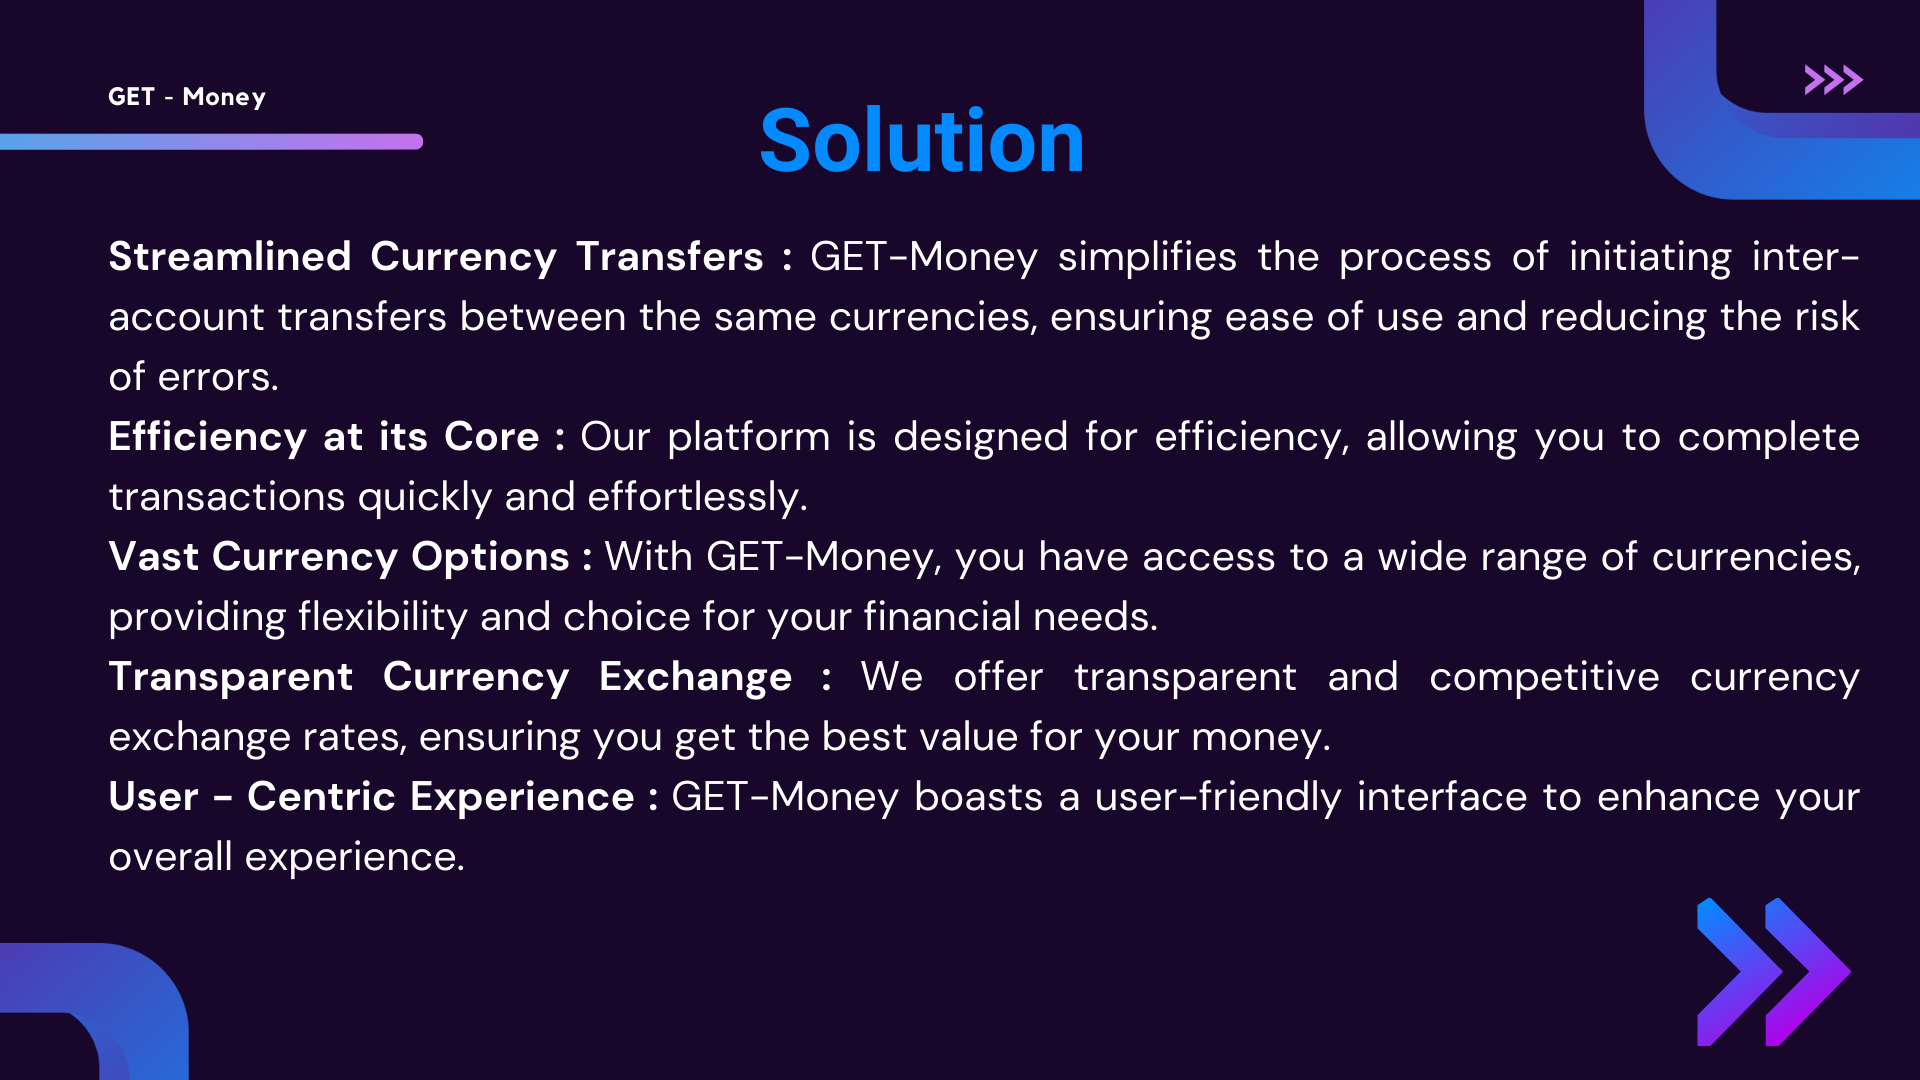 GET - Money
Solution
Streamlined Currency Transfers : GET-Money simplifies the process of initiating inter-
account transfers between the same currencies, ensuring ease of use and reducing the risk
of errors.
Efficiency at its Core : Our platform is designed for efficiency, allowing you to complete
transactions quickly and effortlessly.
Vast Currency Options : With GET-Money, you have access to a wide range of currencies,
providing flexibility and choice for your financial needs.
Transparent Currency Exchange : We offer transparent and competitive currency
exchange rates, ensuring you get the best value for your money.
User - Centric Experience : GET-Money boasts a user-friendly interface to enhance your
overall experience.